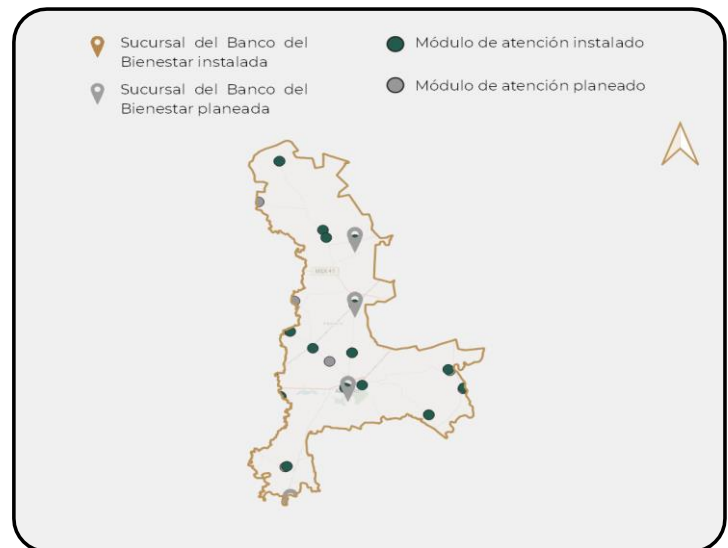 Sucursal del Banco del
Bienestar instalada
Módulo de atención instalado
Sucursal del Banco del
Bienestar planeada
Módulo de atención planeado